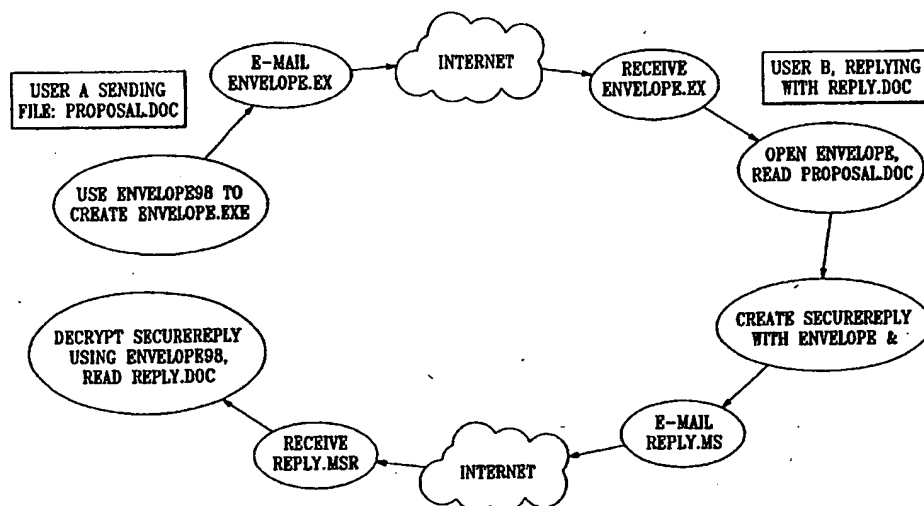 USER A SENDING
FILE: PROPOSAL.DOC
E-MAIL
ENVELOPE.EX
INTERNET
RECEIVE
ENVELOPE.EX
USER B, REPLYING
WITH REPLY.DOC
USE ENVELOPE98 TO
CREATE ENVELOPE.EXE
OPEN ENVELOPE,
READ PROPOSAL.DOC
DECRYPT SECUREREPLY
USING ENVELOPE98,
READ REPLY.DOC
CREATE SECUREREPLY
WITH ENVELOPE &
RECEIVE
REPLY.MSR
INTERNET
E-MAIL
REPLY.MS